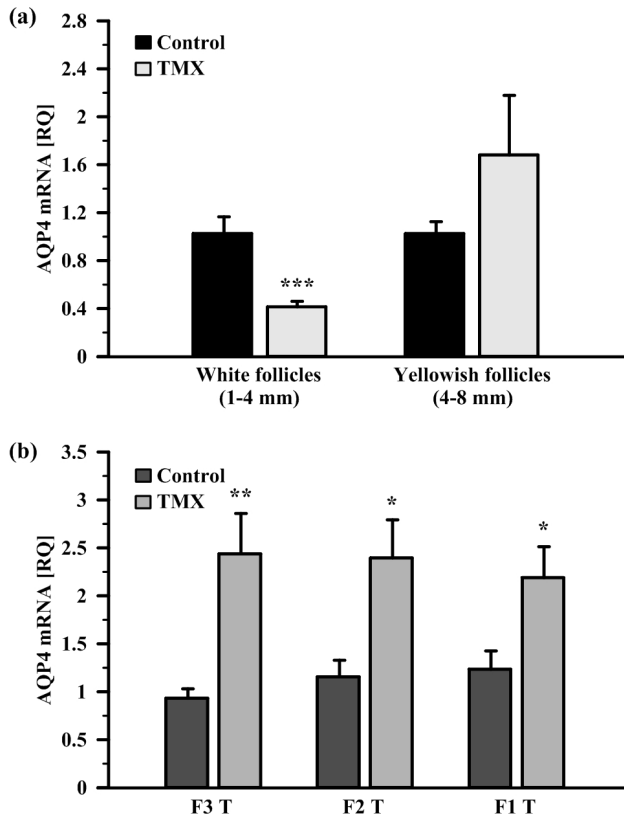 (a)
2.8
2.4
2
1.6
1.2
0.8
0.4
0
AQP4 mRNA [RQ]
Control
TMX
***
White follicles
(1-4 mm)
Yellowish follicles
(4-8 mm)
(b)
3.5
3
2.5
2
1.5
1
0.5
0
AQP4 mRNA [RQ]
Control
TMX
**
*
*
F3 T
F2 T
F1 T